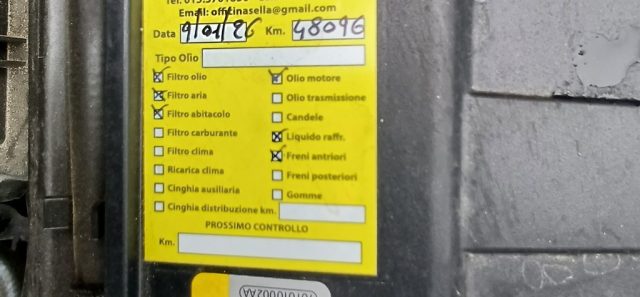 Email: officinasella@gmail.com
Data 9/01/26 Km. 48096
Tipo Olio
Filtro olio Olio motore
Filtro aria Olio trasmissione
Filtro abitacolo Candele
Filtro carburante Liquido raffr.
Filtro clima Freni antriori
Ricarica clima Freni posteriori
Cinghia ausiliaria Gomme
Cinghia distribuzione km.
PROSSIMO CONTROLLO
Km.